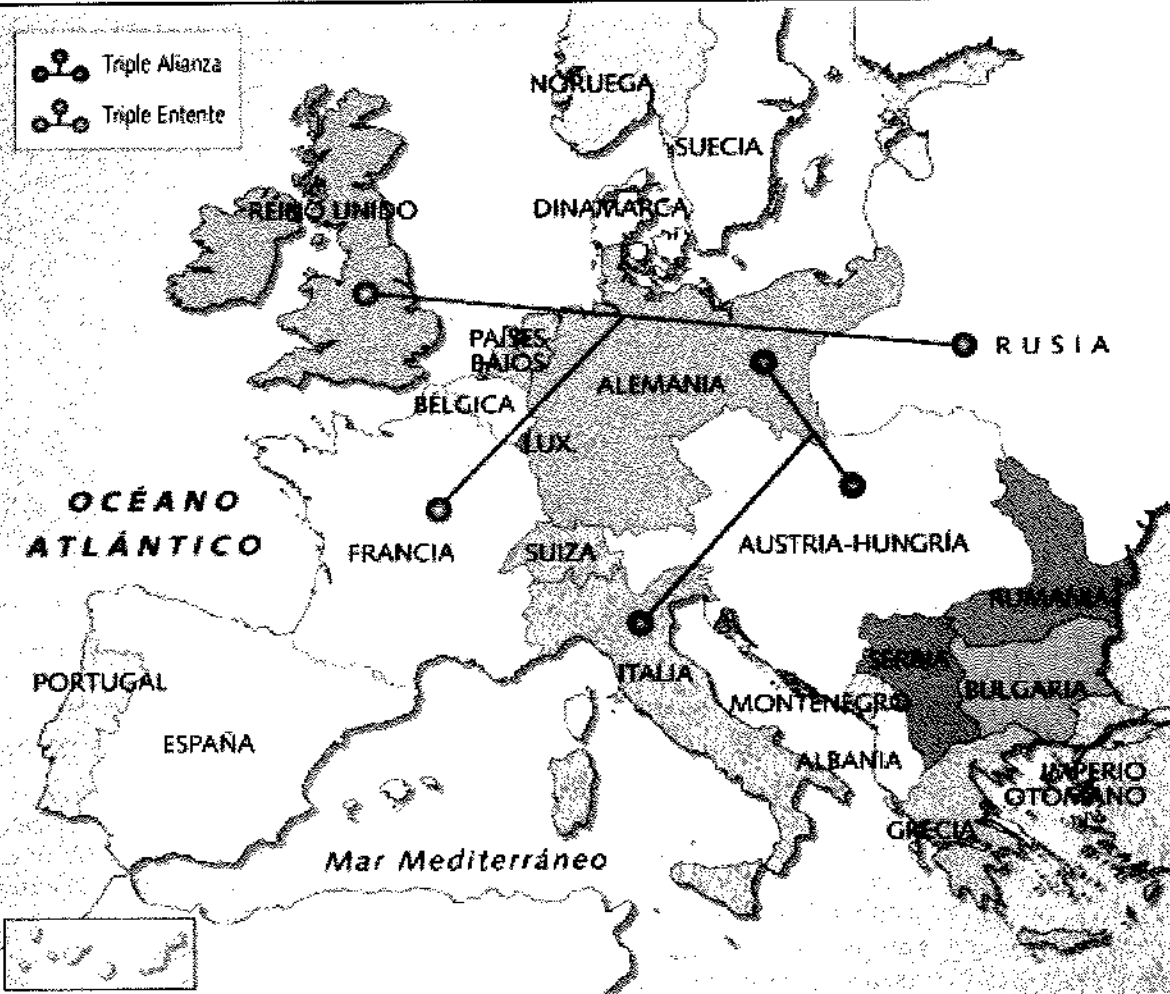 Triple Alianza
Triple Entente
NORUEGA
SUECIA
REINO UNIDO
DINAMARCA
PAÍSES
BAJOS
RUSIA
ALEMANIA
BÉLGICA
LUX.
OCÉANO
ATLÁNTICO
FRANCIA
SUIZA
AUSTRIA-HUNGRÍA
RUMANIA
SERBIA
ITALIA
PORTUGAL
BULGARIA
MONTENEGRO
ESPAÑA
ALBANIA
IMPERIO
OTOMANO
GRECIA
Mar Mediterráneo